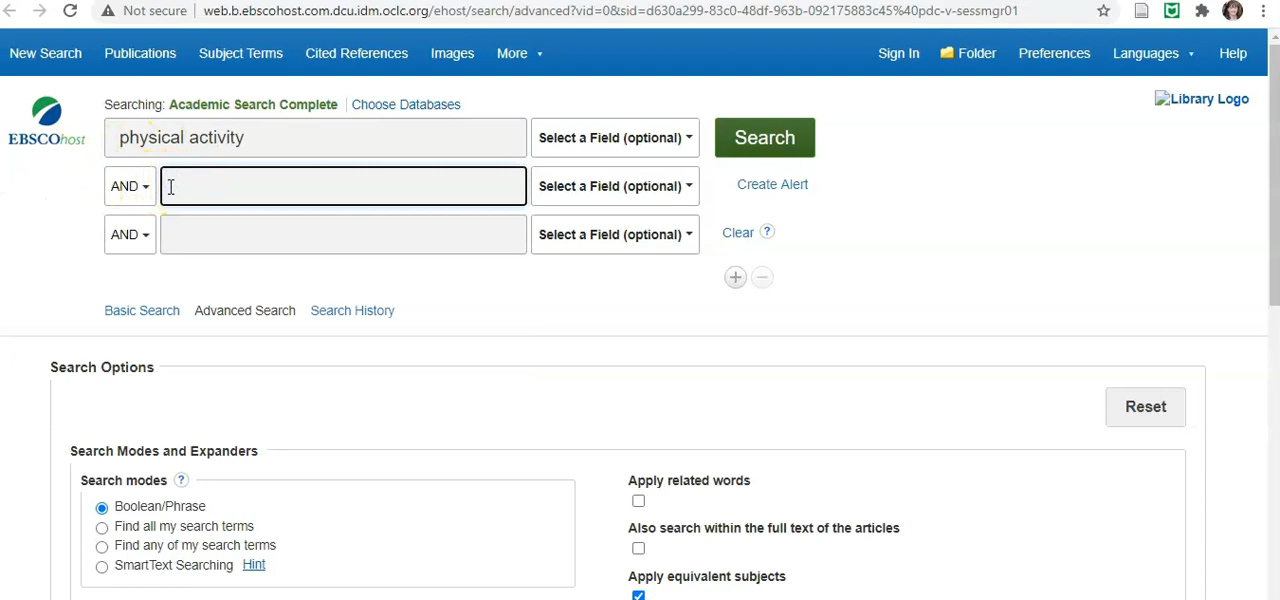 Not secure | web.b.ebscohost.com.dcu.idm.oclc.org/ehost/search/advanced?vid=0&sid=d630a299-83c0-48df-963b-092175883c45%40pdc-v-sessmgr01
New Search Publications Subject Terms Cited References Images More Sign In Folder Preferences Languages Help
Searching: Academic Search Complete | Choose Databases
Library Logo
EBSCOhost
physical activity Select a Field (optional) Search
AND Select a Field (optional) Create Alert
AND Select a Field (optional) Clear ?
Basic Search Advanced Search Search History
Search Options
Reset
Search Modes and Expanders
Search modes ?
Boolean/Phrase
Find all my search terms
Find any of my search terms
SmartText Searching Hint
Apply related words
Also search within the full text of the articles
Apply equivalent subjects